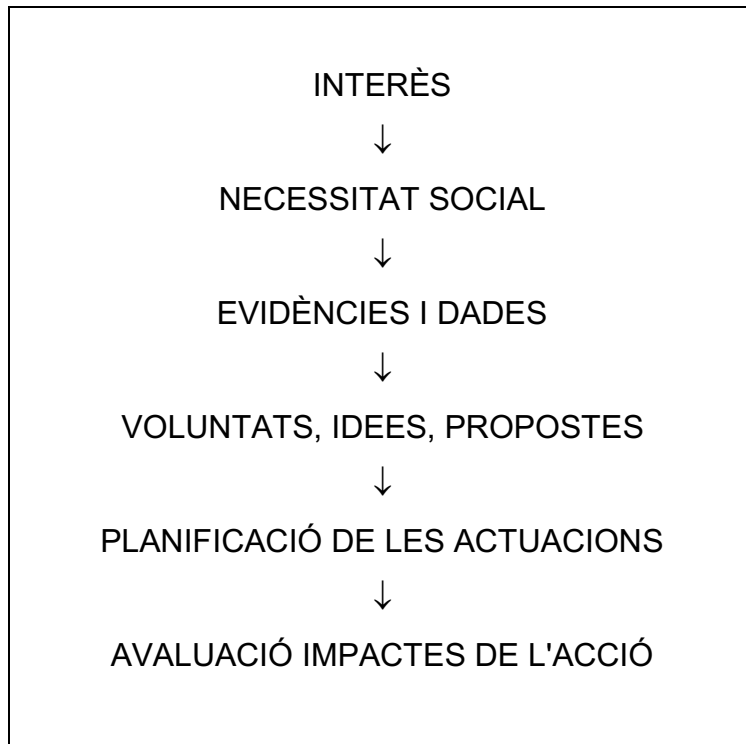 INTERÈS
↓
NECESSITAT SOCIAL
↓
EVIDÈNCIES I DADES
↓
VOLUNTATS, IDEES, PROPOSTES
↓
PLANIFICACIÓ DE LES ACTUACIONS
↓
AVALUACIÓ IMPACTES DE L'ACCIÓ